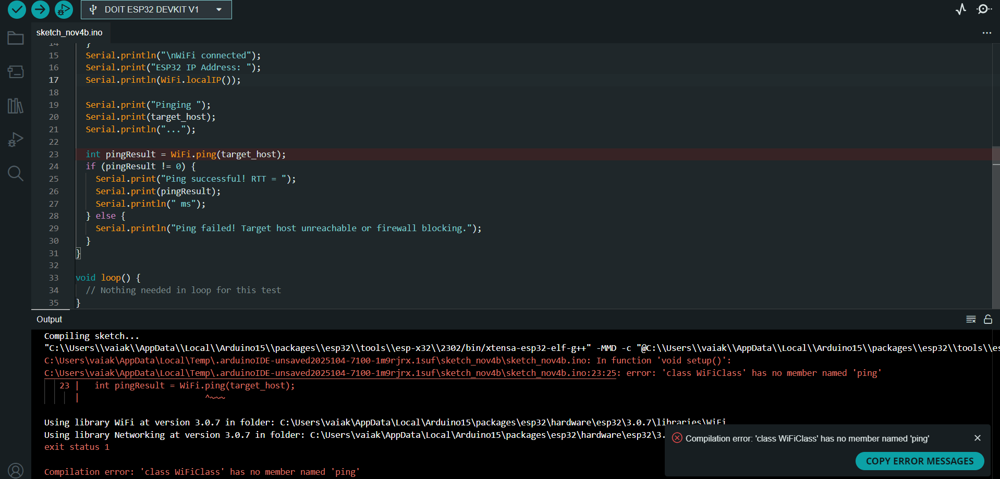 DOIT ESP32 DEVKIT V1
sketch_nov4b.ino
...
14 }
15 Serial.println("\nWiFi connected");
16 Serial.print("ESP32 IP Address: ");
17 Serial.println(WiFi.localIP());
18
19 Serial.print("Pinging ");
20 Serial.print(target_host);
21 Serial.println("...");
22
23 int pingResult = WiFi.ping(target_host);
24 if (pingResult != 0) {
25 Serial.print("Ping successful! RTT = ");
26 Serial.print(pingResult);
27 Serial.println(" ms");
28 } else {
29 Serial.println("Ping failed! Target host unreachable or firewall blocking.");
30 }
31 }
32
33 void loop() {
34 // Nothing needed in loop for this test
35 }
Output
Compiling sketch...
"C:\\Users\\vaiak\\AppData\\Local\\Arduino15\\packages\\esp32\\tools\\esp-x32\\2302/bin/xtensa-esp32-elf-g++" -MMD -c "@C:\\Users\\vaiak\\AppData\\Local\\Arduino15\\packages\\esp32\\tools\\es
C:\Users\vaiak\AppData\Local\Temp\.arduinoIDE-unsaved2025104-7100-1m9rjrx.1suf\sketch_nov4b\sketch_nov4b.ino: In function 'void setup()':
C:\Users\vaiak\AppData\Local\Temp\.arduinoIDE-unsaved2025104-7100-1m9rjrx.1suf\sketch_nov4b\sketch_nov4b.ino:23:25: error: 'class WiFiClass' has no member named 'ping'
23 | int pingResult = WiFi.ping(target_host);
| ^~~~
Using library WiFi at version 3.0.7 in folder: C:\Users\vaiak\AppData\Local\Arduino15\packages\esp32\hardware\esp32\3.0.7\libraries\WiFi
Using library Networking at version 3.0.7 in folder: C:\Users\vaiak\AppData\Local\Arduino15\packages\esp32\hardware\esp32\3.
exit status 1
Compilation error: 'class WiFiClass' has no member named 'ping'
Compilation error: 'class WiFiClass' has no member named 'ping'
COPY ERROR MESSAGES